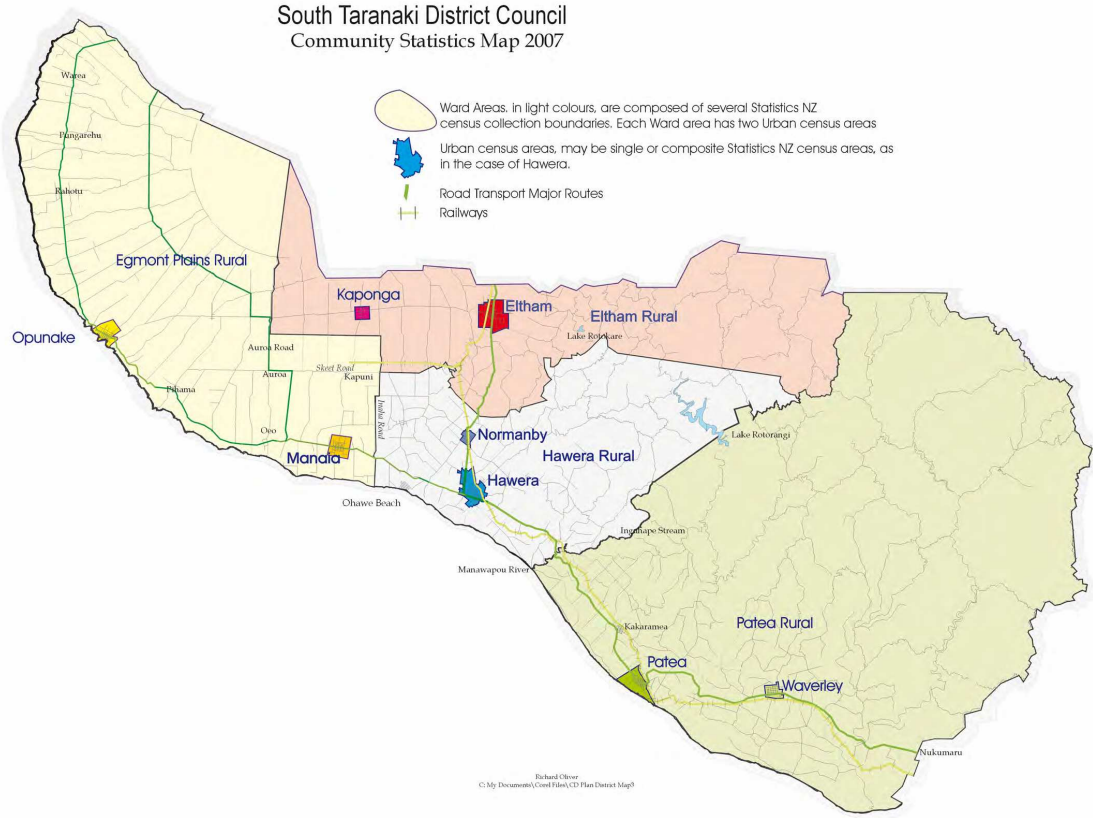 South Taranaki District Council
Community Statistics Map 2007
Ward Areas. in light colours, are composed of several Statistics NZ
census collection boundaries. Each Ward area has two Urban census areas
Urban census areas, may be single or composite Statistics NZ census areas, as
in the case of Hawera.
Road Transport Major Routes
Railways
Warea
Pungarehu
Rahotu
Egmont Plains Rural
Kaponga
Eltham
Eltham Rural
Opunake
Lake Rotokare
Auroa Road
Skeet Road
Auroa
Kapuni
Pihama
Inaha Road
Oeo
Normanby
Lake Rotorangi
Manaia
Hawera Rural
Hawera
Ohawe Beach
Ingahape Stream
Manawapou River
Kakaramea
Patea Rural
Patea
Waverley
Nukumaru
Richard Oliver
C: My Documents\Corel Files\CD Plan District Map9